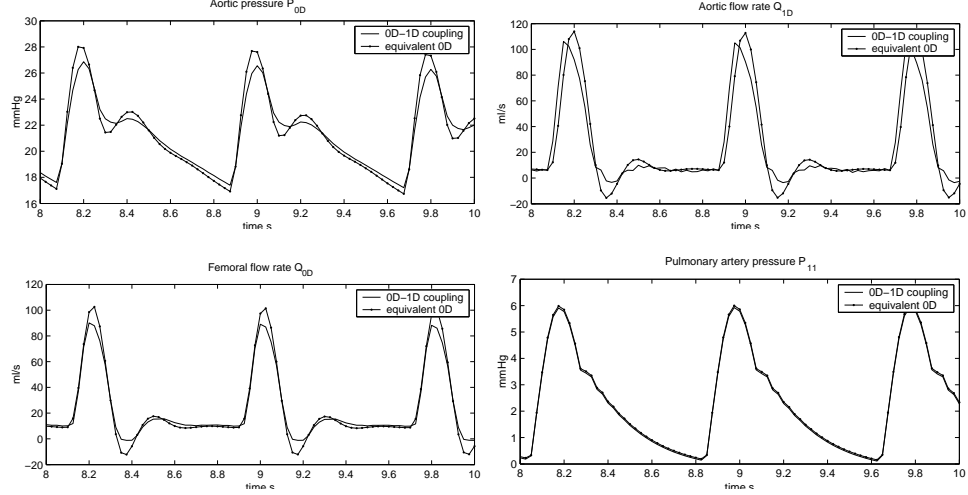 Aortic pressure P0D
30
28
26
24
22
20
18
16
mmHg
8 8.2 8.4 8.6 8.8 9 9.2 9.4 9.6 9.8 10
time s
0D−1D coupling
equivalent 0D
Aortic flow rate Q1D
120
100
80
60
40
20
0
−20
ml/s
8 8.2 8.4 8.6 8.8 9 9.2 9.4 9.6 9.8 10
time s
0D−1D coupling
equivalent 0D
Femoral flow rate Q0D
120
100
80
60
40
20
0
−20
ml/s
8 8.2 8.4 8.6 8.8 9 9.2 9.4 9.6 9.8 10
time s
0D−1D coupling
equivalent 0D
Pulmonary artery pressure P11
7
6
5
4
3
2
1
0
mmHg
8 8.2 8.4 8.6 8.8 9 9.2 9.4 9.6 9.8 10
time s
0D−1D coupling
equivalent 0D